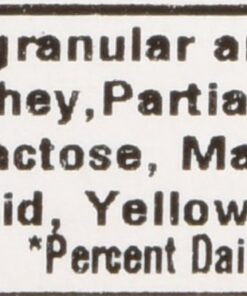 granular a
hey, Partia
actose, Ma
id, Yellow
*Percent Dai